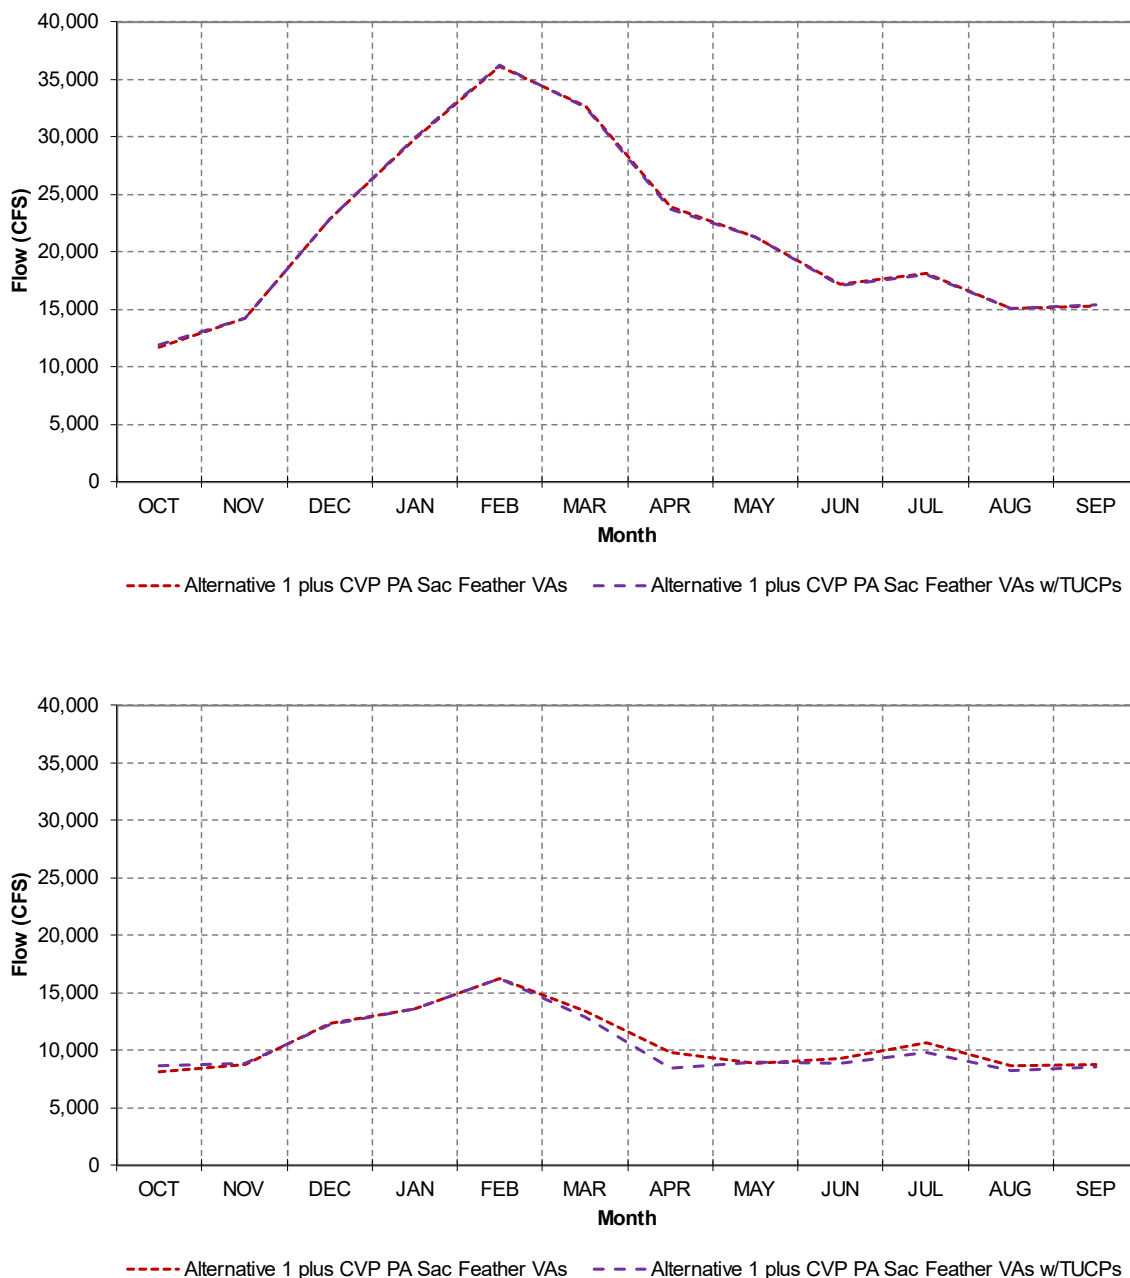 40,000
35,000
30,000
25,000
20,000
15,000
10,000
5,000
0
Flow (CFS)
OCT NOV DEC JAN FEB MAR APR MAY JUN JUL AUG SEP
Month
Alternative 1 plus CVP PA Sac Feather VAs Alternative 1 plus CVP PA Sac Feather VAs w/TUCPs
40,000
35,000
30,000
25,000
20,000
15,000
10,000
5,000
0
Flow (CFS)
OCT NOV DEC JAN FEB MAR APR MAY JUN JUL AUG SEP
Month
Alternative 1 plus CVP PA Sac Feather VAs Alternative 1 plus CVP PA Sac Feather VAs w/TUCPs